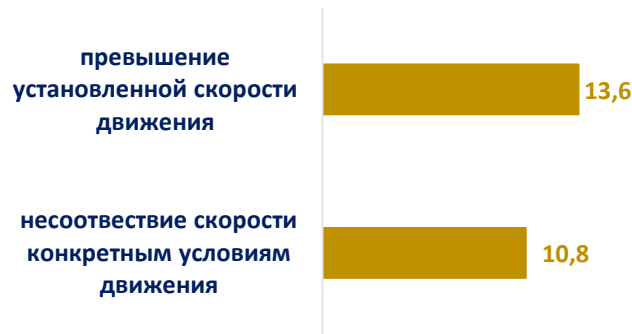 превышение
установленной скорости
движения
13,6
несоотвествие скорости
конкретным условиям
движения
10,8